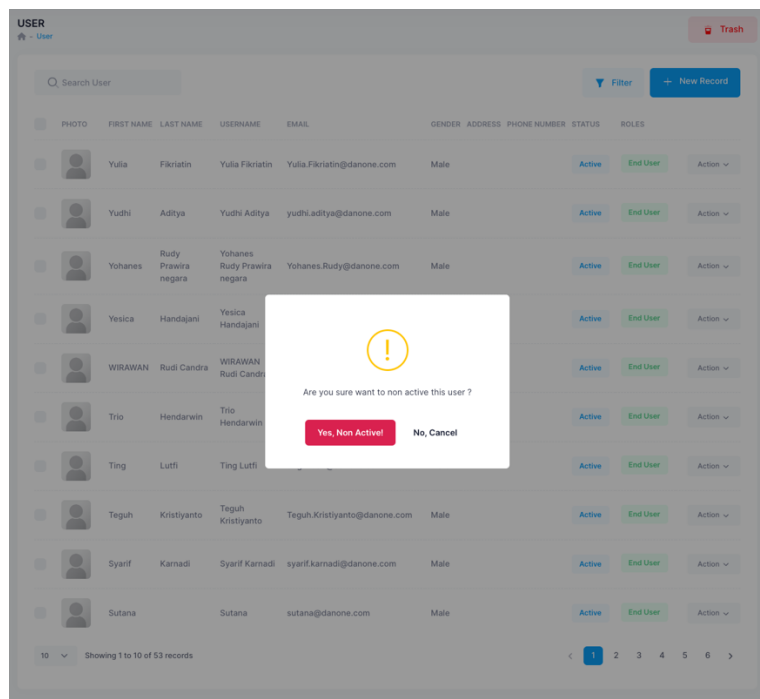 USER
- User
Trash
Search User
Filter
+ New Record
PHOTO FIRST NAME LAST NAME USERNAME EMAIL GENDER ADDRESS PHONE NUMBER STATUS ROLES
Yulia Fikriatin Yulia Fikriatin Yulia.Fikriatin@danone.com Male Active End User Action
Yudhi Aditya Yudhi Aditya yudhi.aditya@danone.com Male Active End User Action
Yohanes Rudy Prawira negara Yohanes Rudy Prawira negara Yohanes.Rudy@danone.com Male Active End User Action
Yesica Handajani Yesica Handajani Active End User Action
WIRAWAN Rudi Candra WIRAWAN Rudi Candra Active End User Action
Trio Hendarwin Trio Hendarwin Active End User Action
Ting Lutfi Ting Lutfi Active End User Action
Teguh Kristiyanto Teguh Kristiyanto Teguh.Kristiyanto@danone.com Male Active End User Action
Syarif Karnadi Syarif Karnadi syarif.karnadi@danone.com Male Active End User Action
Sutana Sutana sutana@danone.com Male Active End User Action
!
Are you sure want to non active this user ?
Yes, Non Active! No, Cancel
10 Showing 1 to 10 of 53 records
< 1 2 3 4 5 6 >